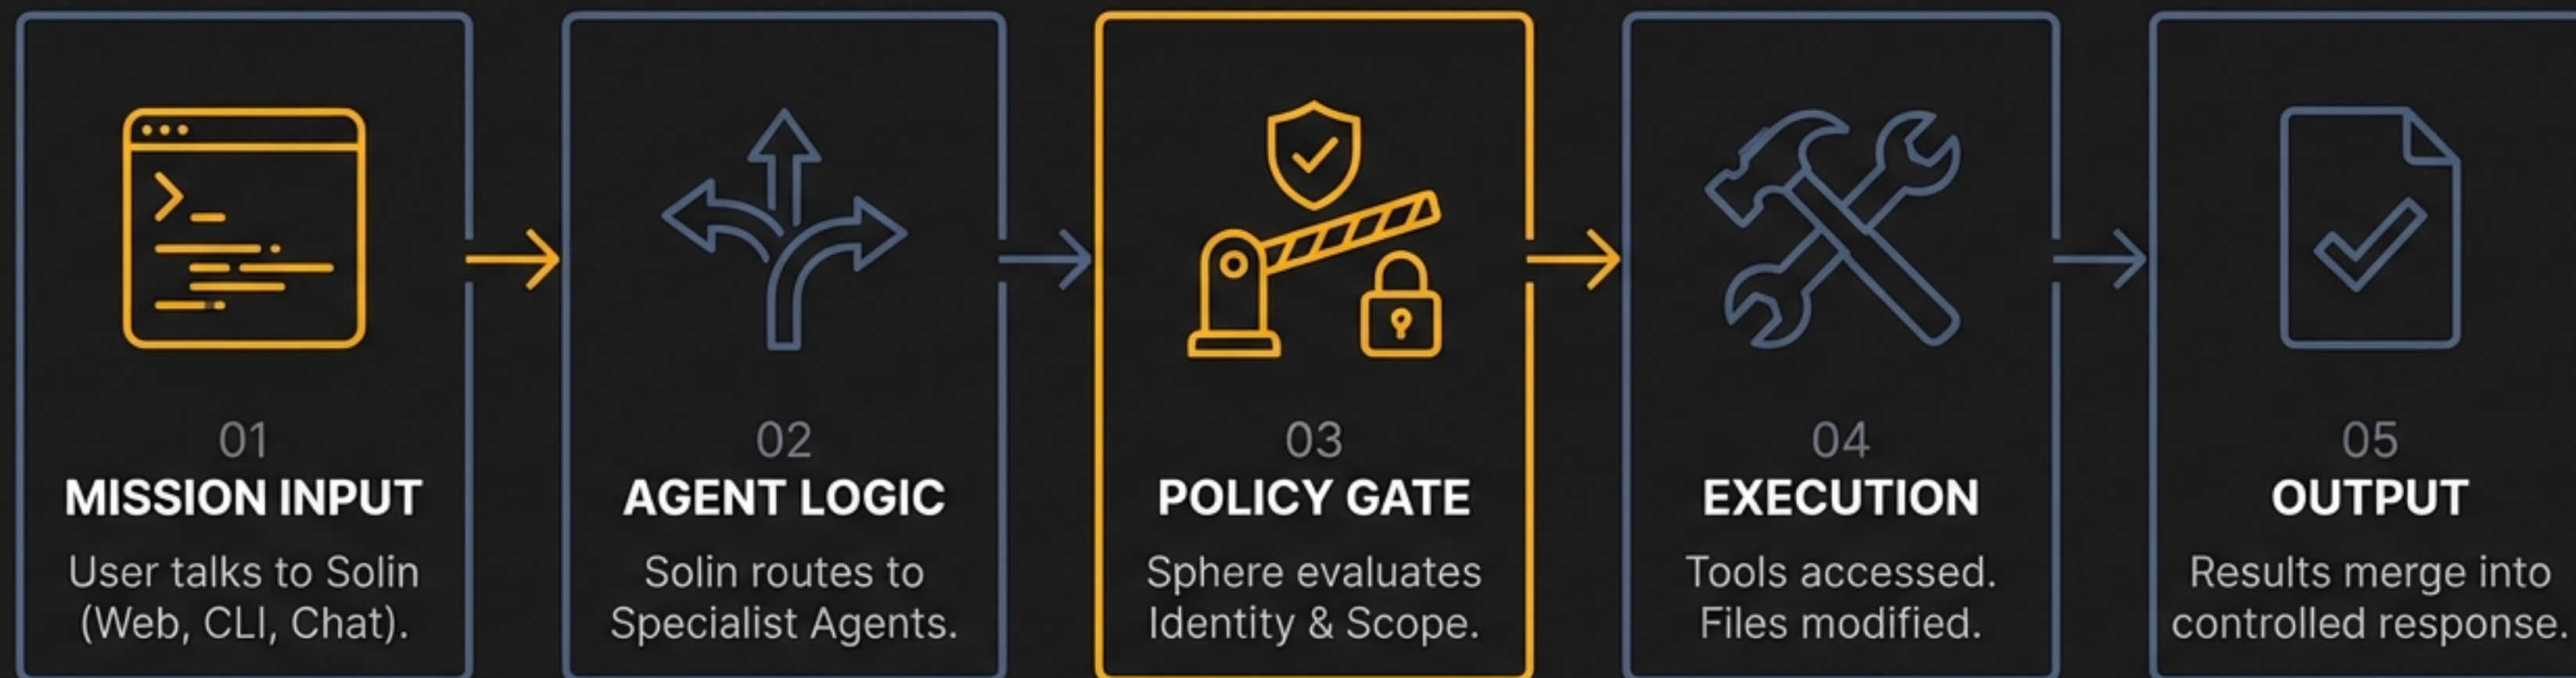 01
MISSION INPUT
User talks to Solin
(Web, CLI, Chat).
02
AGENT LOGIC
Solin routes to
Specialist Agents.
03
POLICY GATE
Sphere evaluates
Identity & Scope.
04
EXECUTION
Tools accessed.
Files modified.
05
OUTPUT
Results merge into
controlled response.